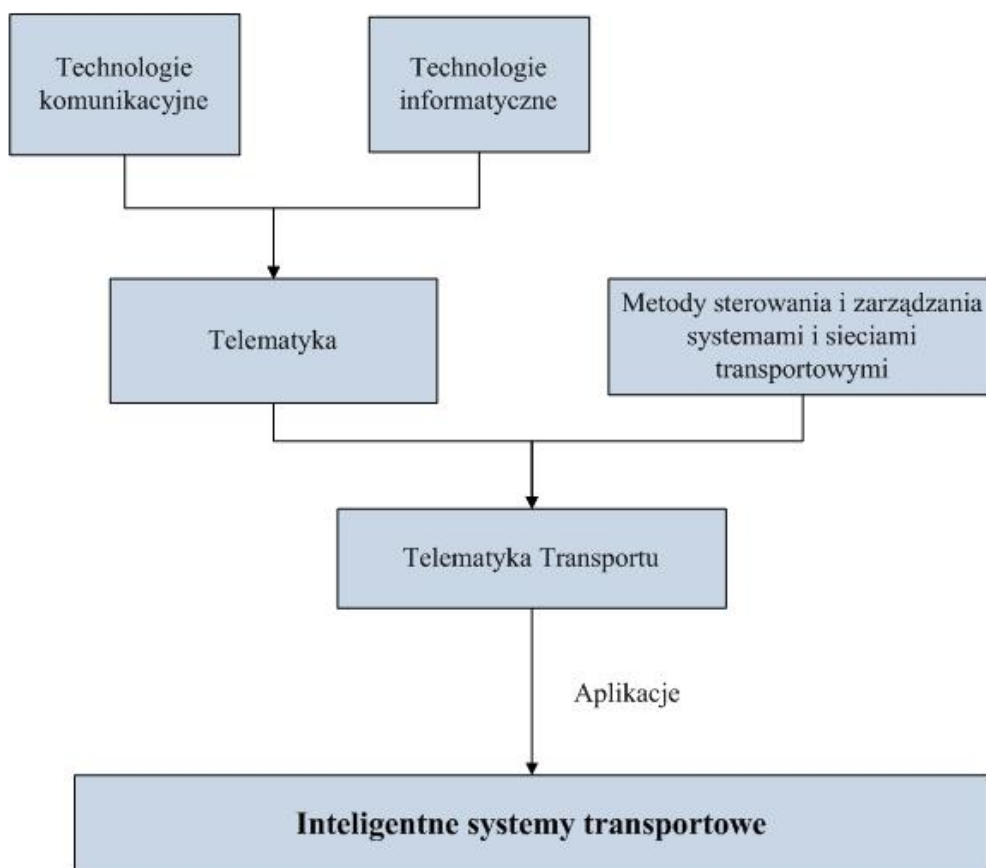 Technologie
komunikacyjne
Technologie
informatyczne
Telematyka
Metody sterowania i zarządzania
systemami i sieciami
transportowymi
Telematyka Transportu
Aplikacje
Inteligentne systemy transportowe